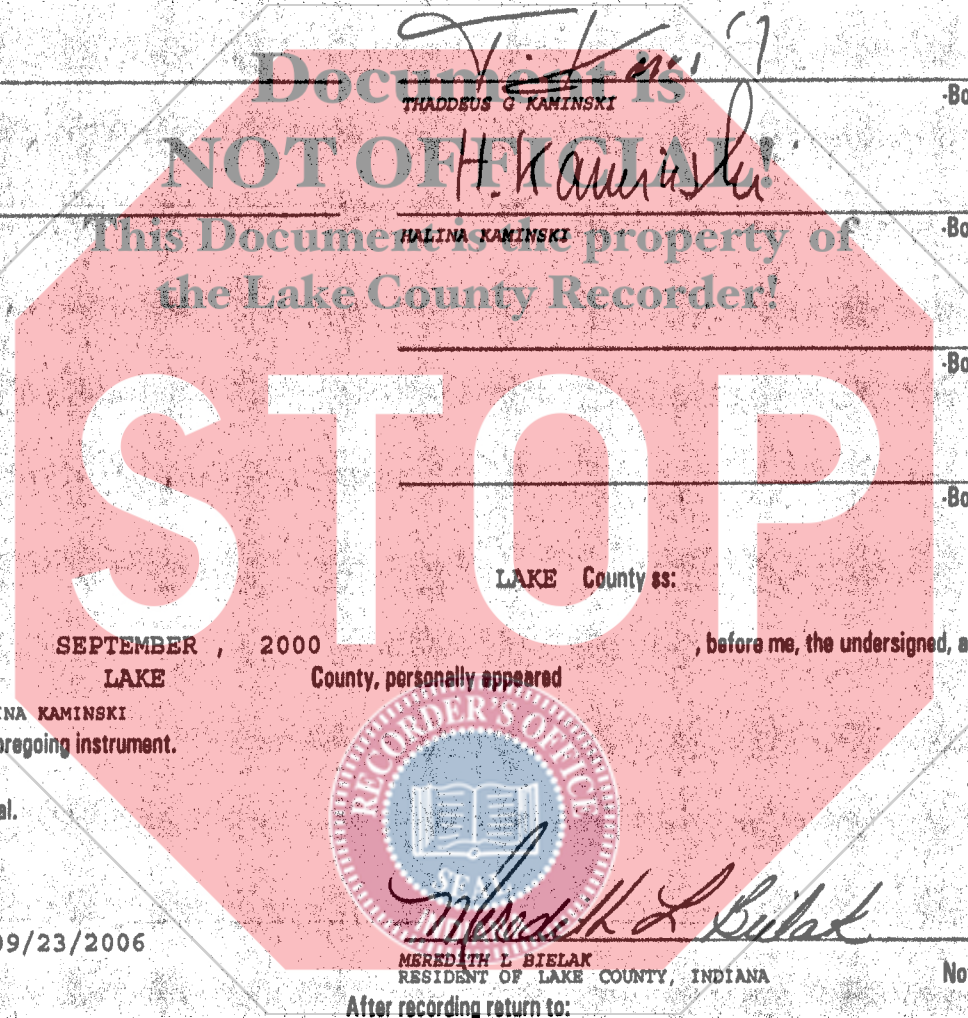 Document is
THADDEUS G KAMINSKI
-Bo
NOT OFFICIAL!
H. Kaminski
HALINA KAMINSKI
-Bo
This Document is the property of
the Lake County Recorder!
-Bo
STOP
-Bo
LAKE County ss:
SEPTEMBER , 2000 , before me, the undersigned, a
LAKE County, personally appeared
INA KAMINSKI
oregoing instrument.
al.
RECORDER'S OFFICE
SEAL
Meredith L Bielak
09/23/2006
MEREDITH L BIELAK
RESIDENT OF LAKE COUNTY, INDIANA
No
After recording return to: